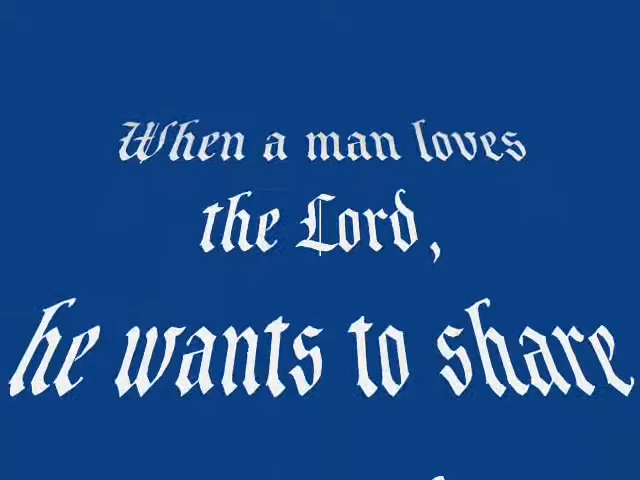 When a man loves
the Lord,
he wants to share